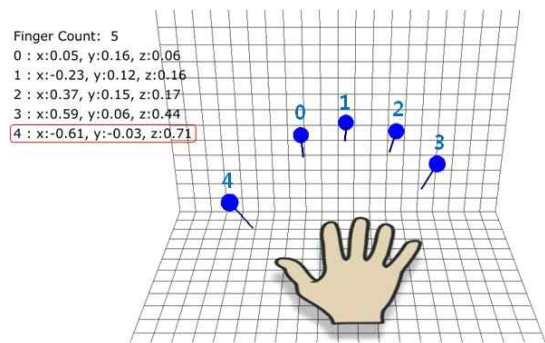 Finger Count: 5
0 : x:0.05, y:0.16, z:0.06
1 : x:-0.23, y:0.12, z:0.16
2 : x:0.37, y:0.15, z:0.17
3 : x:0.59, y:0.06, z:0.44
4 : x:-0.61, y:-0.03, z:0.71
0
1
2
3
4